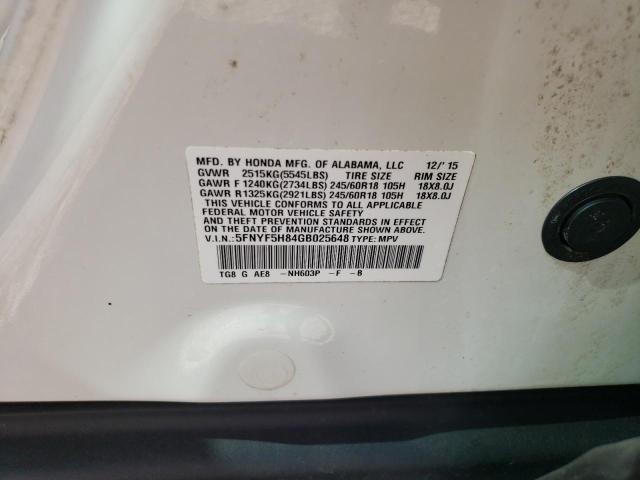 MFD. BY HONDA MFG. OF ALABAMA, LLC 12/'15
GVWR 2515KG(5545LBS) TIRE SIZE RIM SIZE
GAWR F 1240KG(2734LBS) 245/60R18 105H 18X8.0J
GAWR R1325KG(2921LBS) 245/60R18 105H 18X8.0J
THIS VEHICLE CONFORMS TO ALL APPLICABLE
FEDERAL MOTOR VEHICLE SAFETY
AND THEFT PREVENTION STANDARDS IN EFFECT
ON THE DATE OF MANUFACTURE SHOWN ABOVE.
V.I.N.: 5FNYF5H84GB025648 TYPE: MPV
TG8 G AE8 -NH603P -F -B